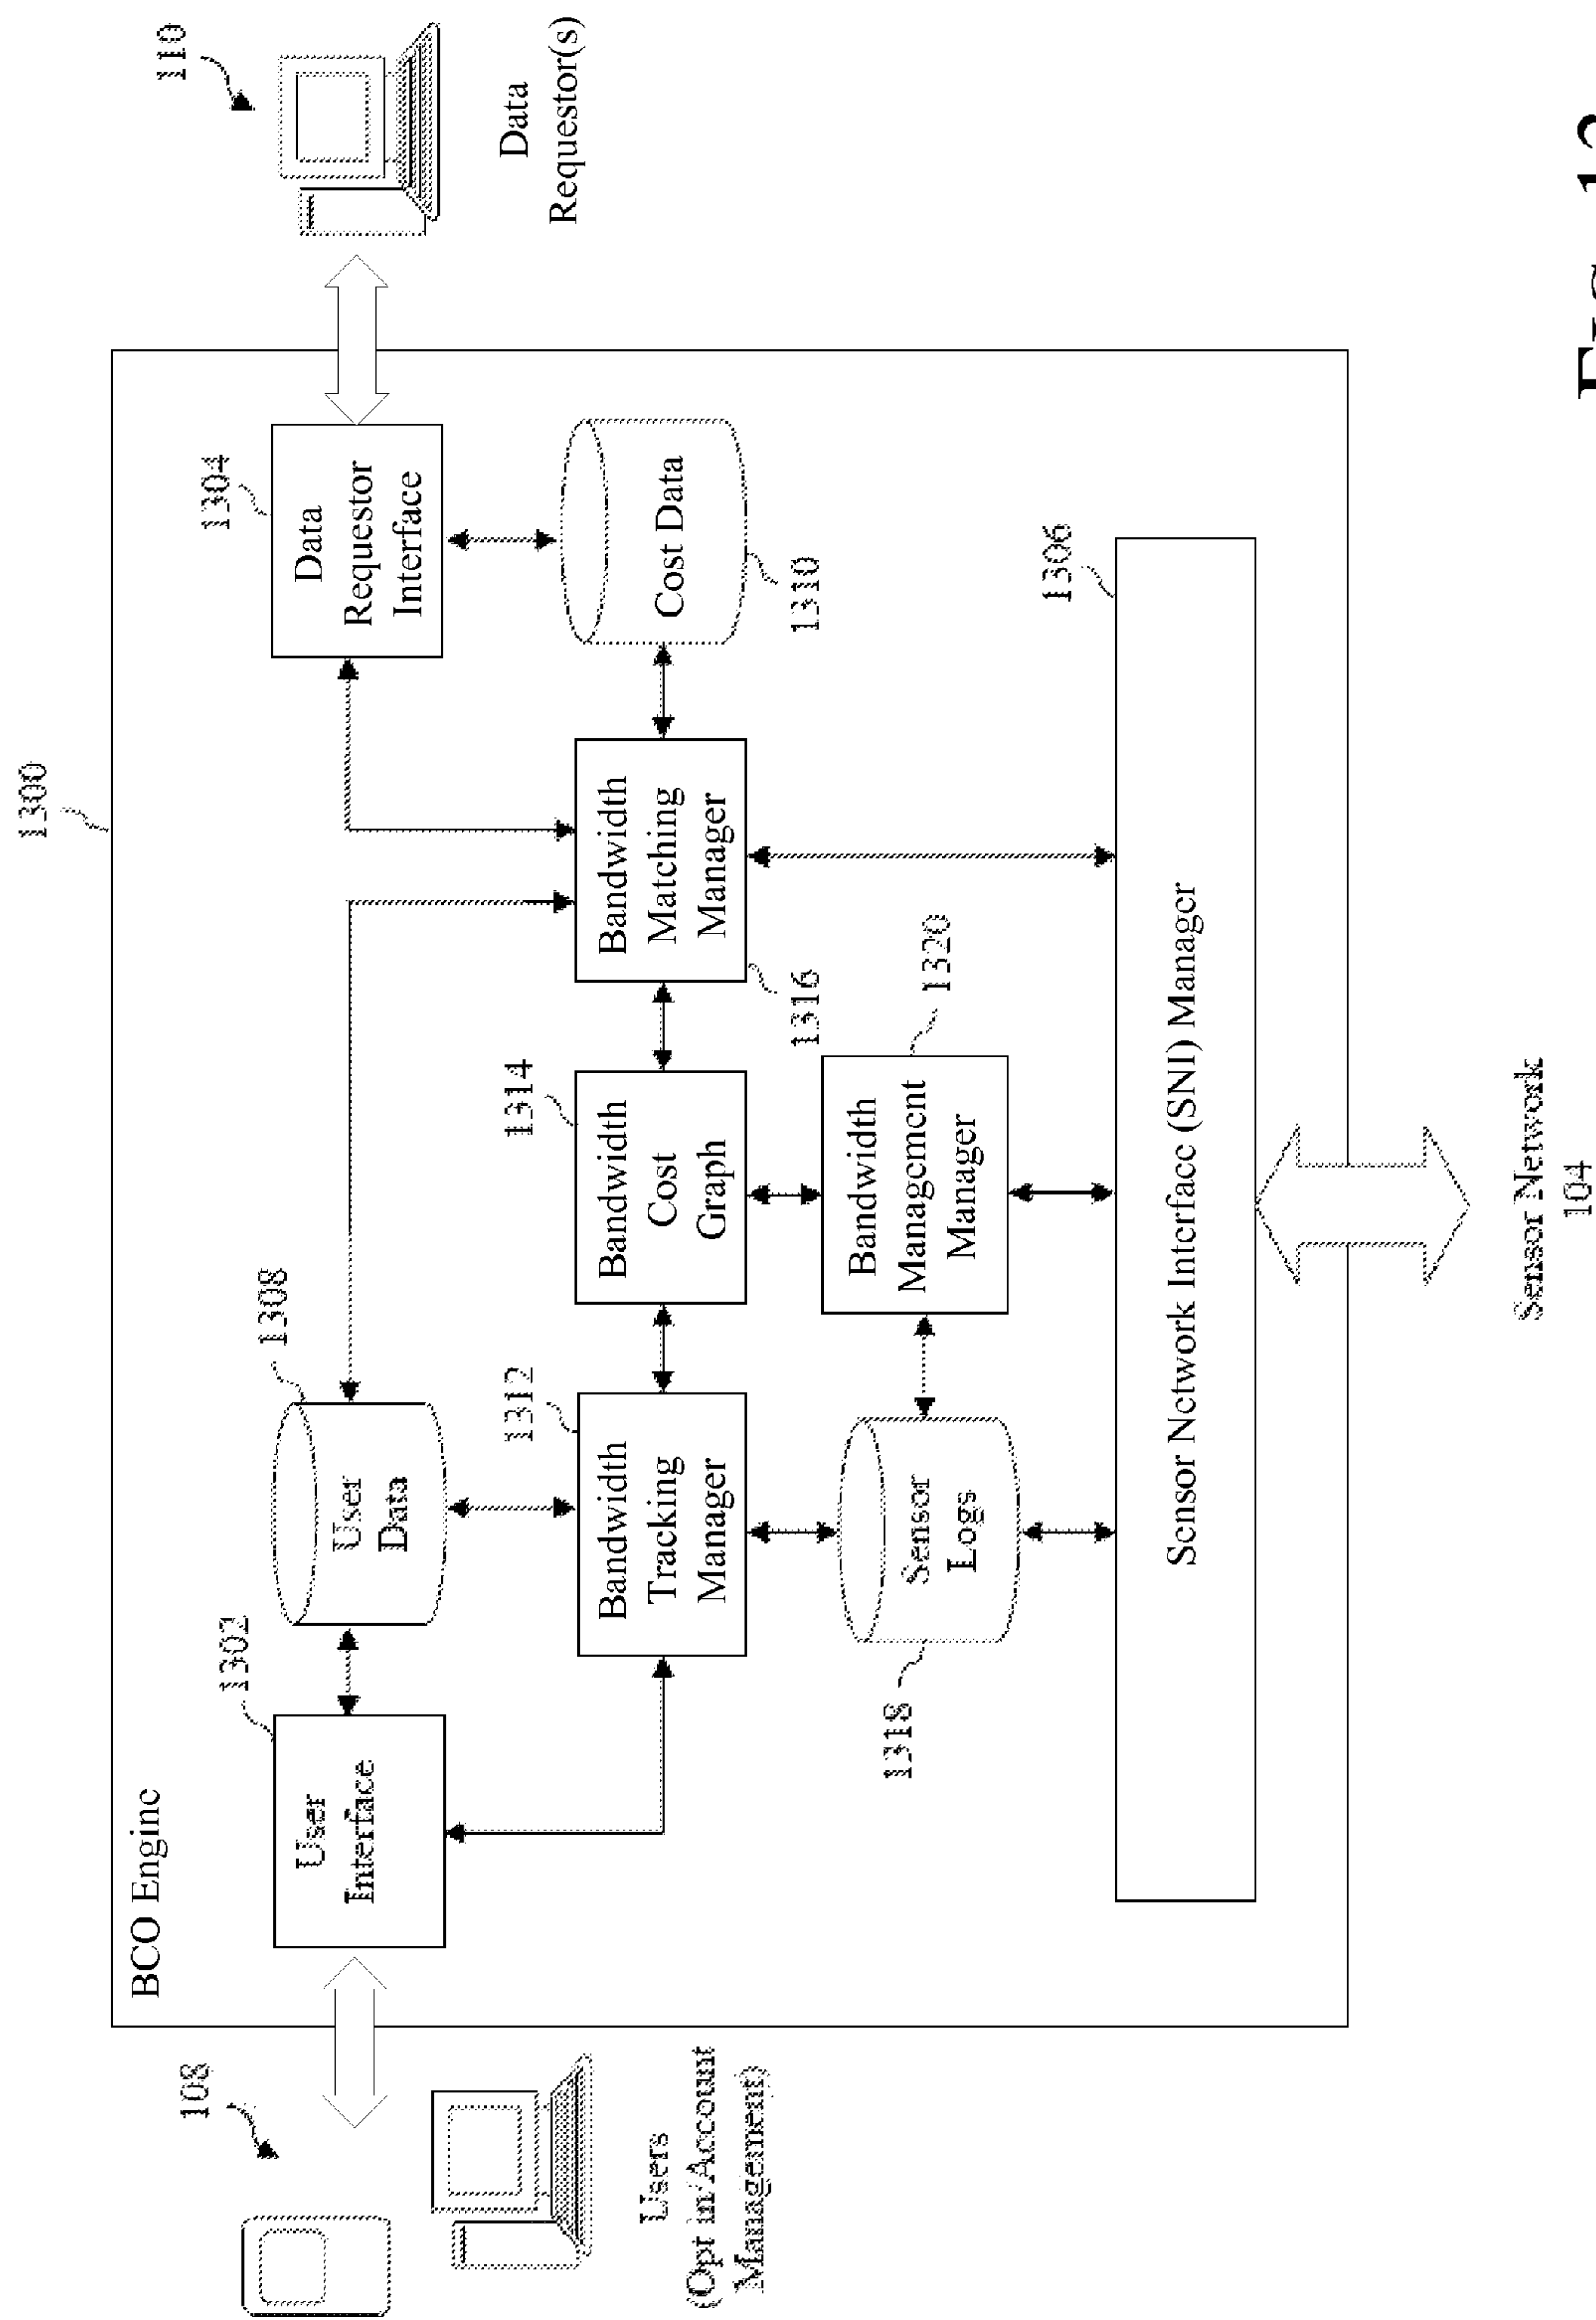 1300
BCO Engine
108
1302
1308
1304
110
User
Interface
User
Data
Data
Requestor
Interface
Data
Requestor(s)
Users
(Opt in/Account
Management)
1312
1314
Bandwidth
Tracking
Manager
Bandwidth
Cost
Graph
Bandwidth
Matching
Manager
Cost Data
1316
1310
1318
Sensor
Logs
Bandwidth
Management
Manager
1320
1306
Sensor Network Interface (SNI) Manager
Sensor Network
104